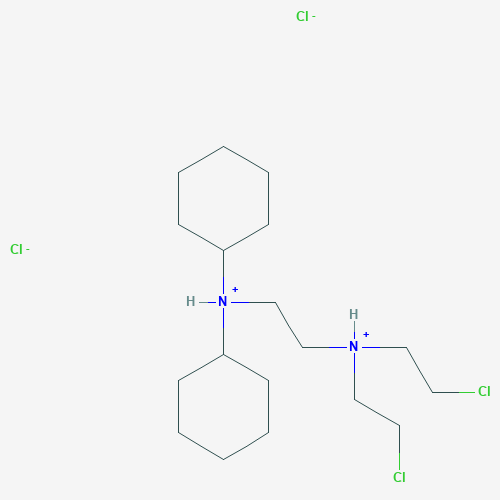 Cl -
Cl -
H N +
H
N +
Cl
Cl